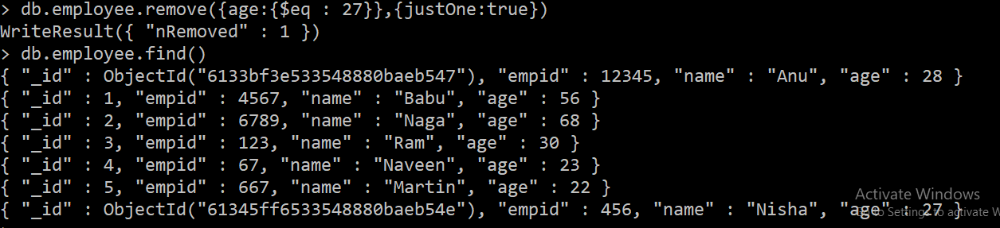 > db.employee.remove({age:{$eq : 27}},{justOne:true})
WriteResult({ "nRemoved" : 1 })
> db.employee.find()
{ "_id" : ObjectId("6133bf3e533548880baeb547"), "empid" : 12345, "name" : "Anu", "age" : 28 }
{ "_id" : 1, "empid" : 4567, "name" : "Babu", "age" : 56 }
{ "_id" : 2, "empid" : 6789, "name" : "Naga", "age" : 68 }
{ "_id" : 3, "empid" : 123, "name" : "Ram", "age" : 30 }
{ "_id" : 4, "empid" : 67, "name" : "Naveen", "age" : 23 }
{ "_id" : 5, "empid" : 667, "name" : "Martin", "age" : 22 }
Activate Windows
{ "_id" : ObjectId("61345ff6533548880baeb54e"), "empid" : 456, "name" : "Nisha", "age" : 27 }
Go to Settings to activate W